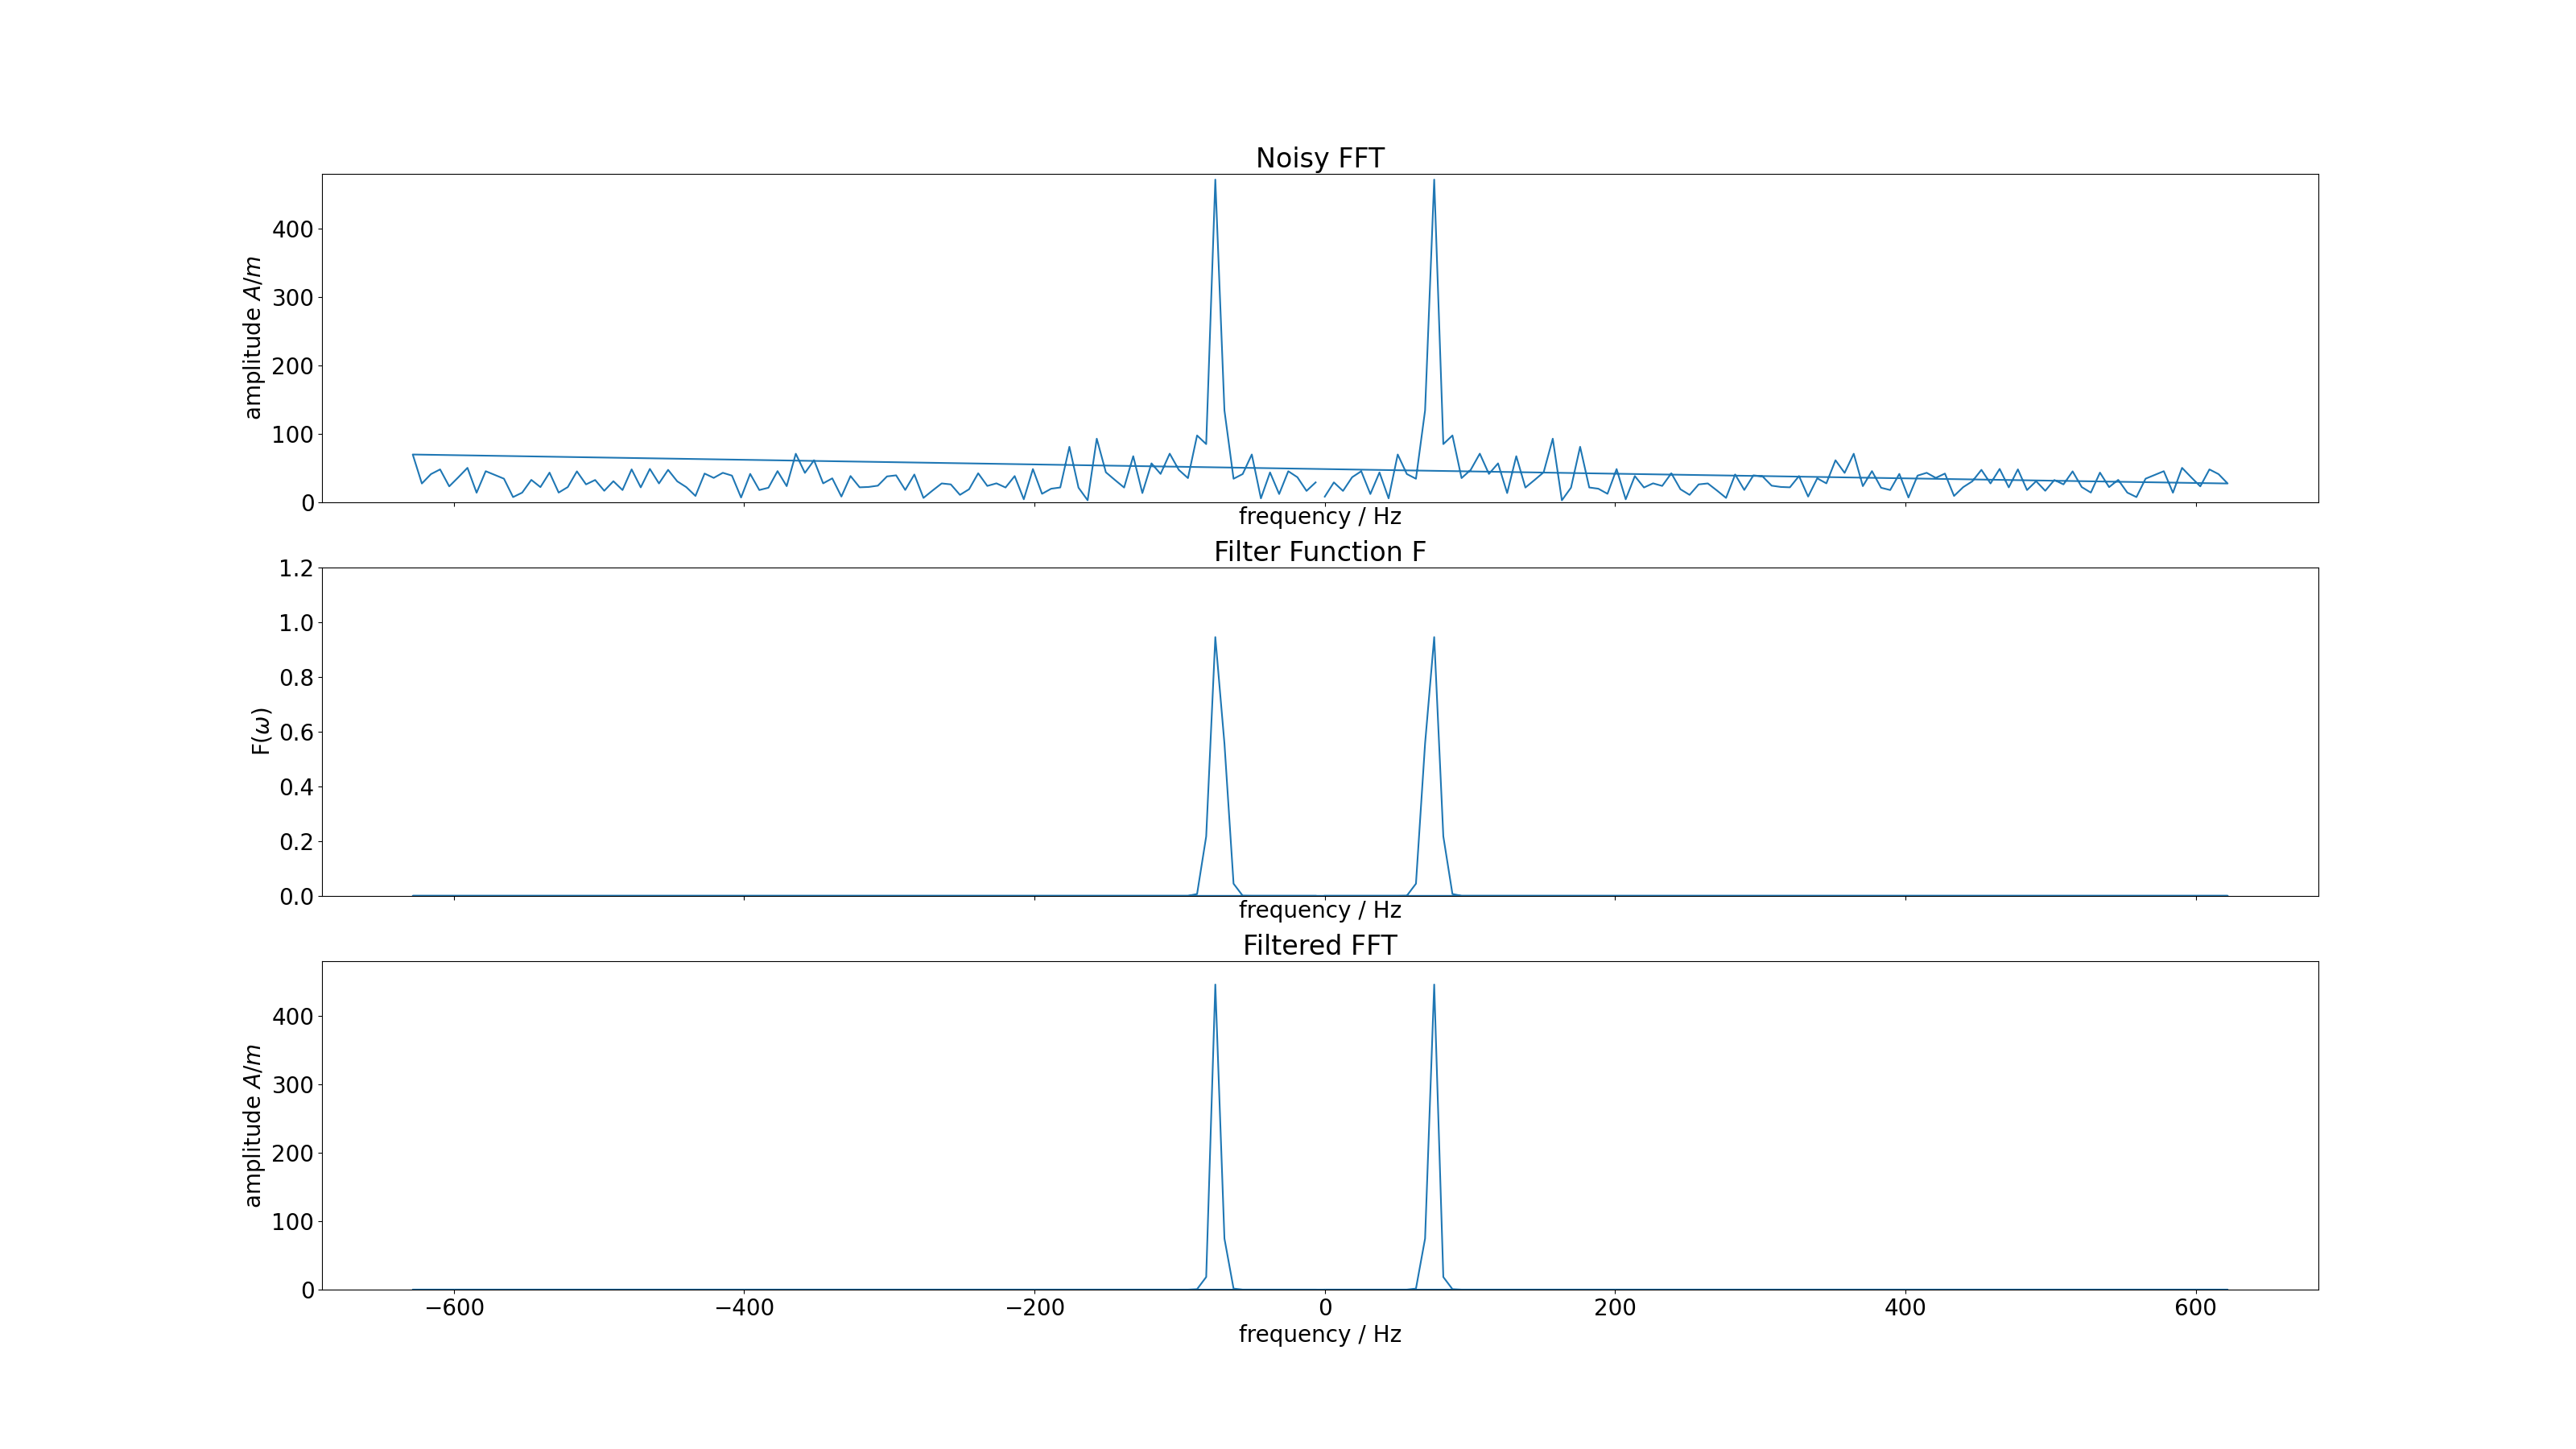 Noisy FFT
400
300
200
100
0
amplitude A/m
frequency / Hz
Filter Function F
1.2
1.0
0.8
0.6
0.4
0.2
0.0
F(ω)
frequency / Hz
Filtered FFT
400
300
200
100
0
amplitude A/m
−600 −400 −200 0 200 400 600
frequency / Hz